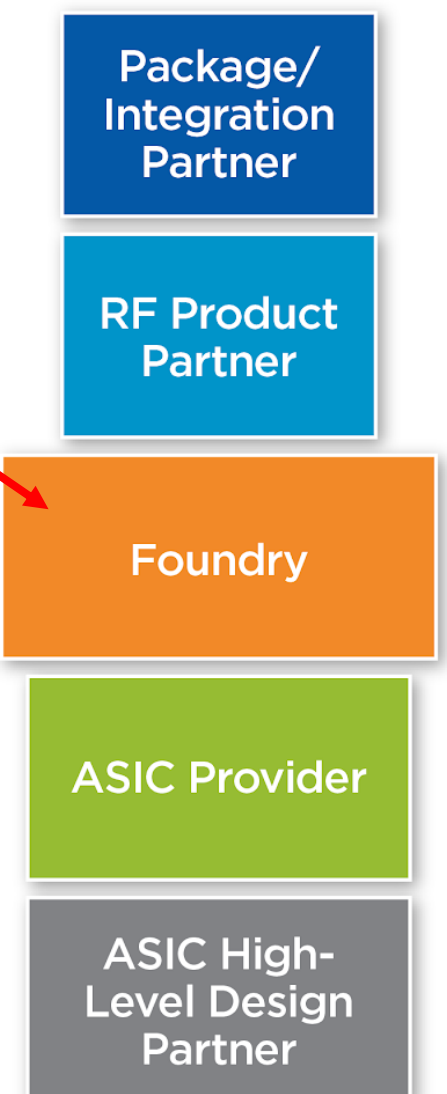 Package/
Integration
Partner
RF Product
Partner
Foundry
ASIC Provider
ASIC High-
Level Design
Partner